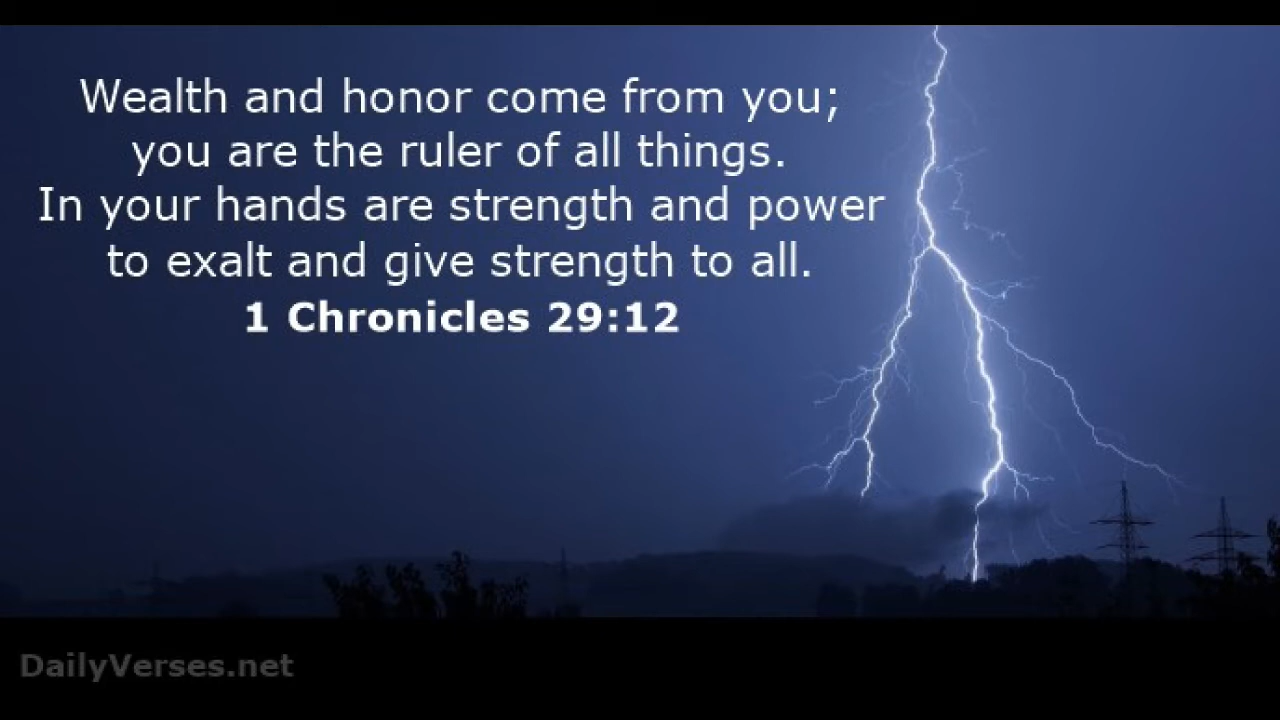 Wealth and honor come from you;
you are the ruler of all things.
In your hands are strength and power
to exalt and give strength to all.
1 Chronicles 29:12
DailyVerses.net